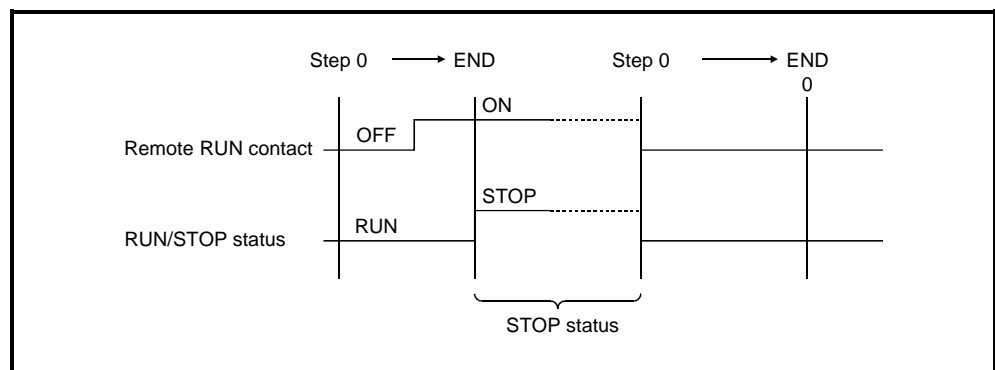 Step 0 → END Step 0 → END
0
ON
OFF
Remote RUN contact
STOP
RUN
RUN/STOP status
STOP status